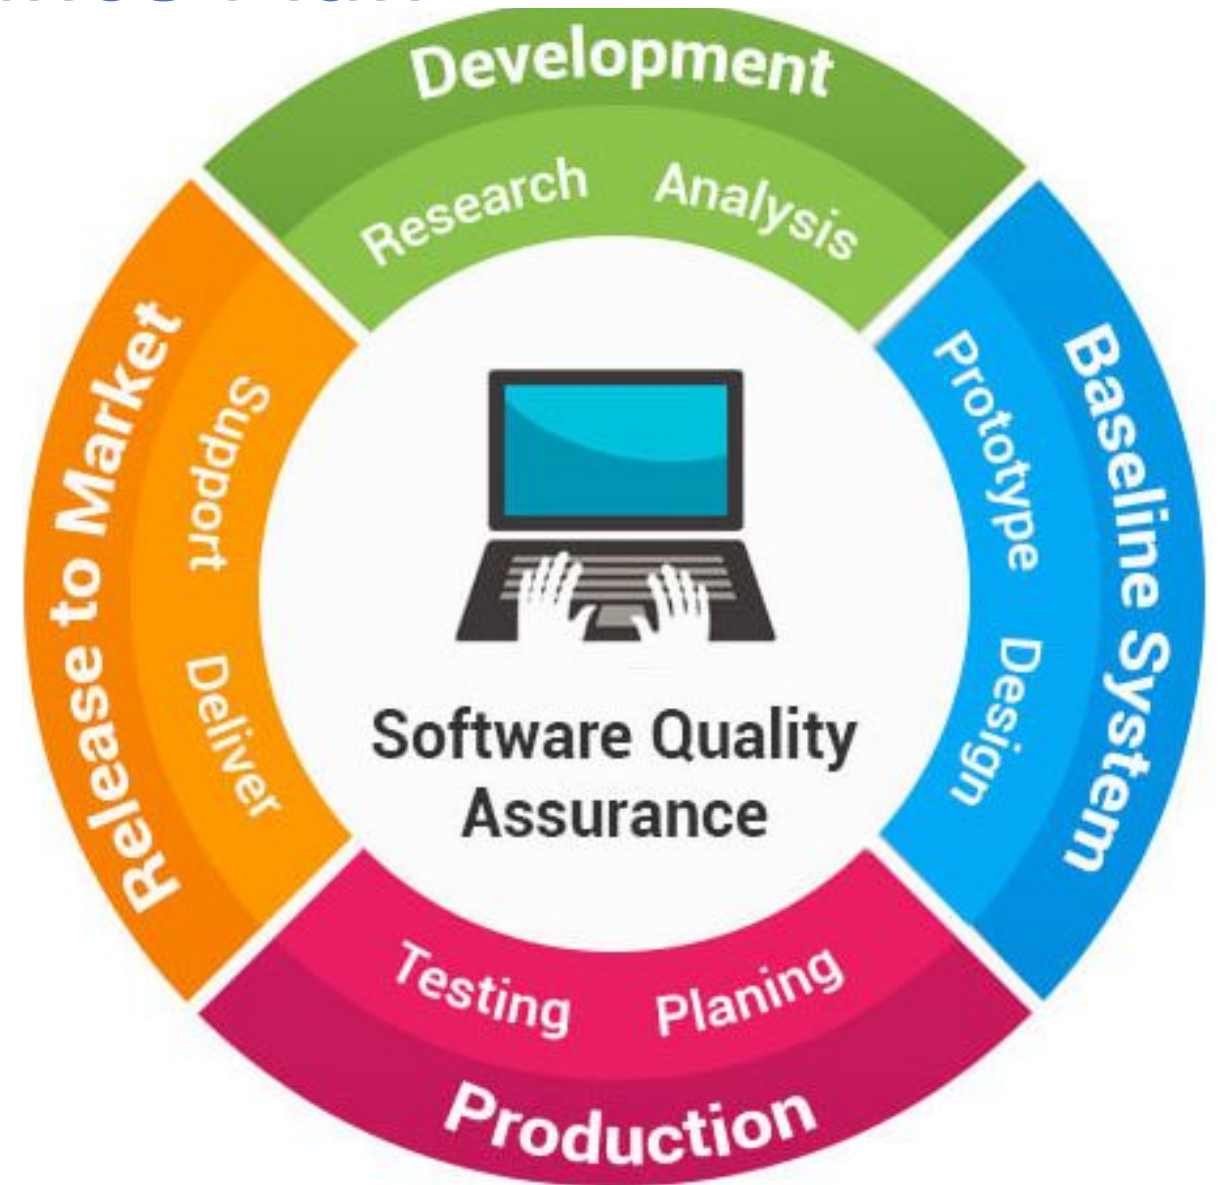 Development
Research
Analysis
Baseline System
Prototype
Design
Production
Planing
Testing
Release to Market
Deliver
Support
Software Quality
Assurance